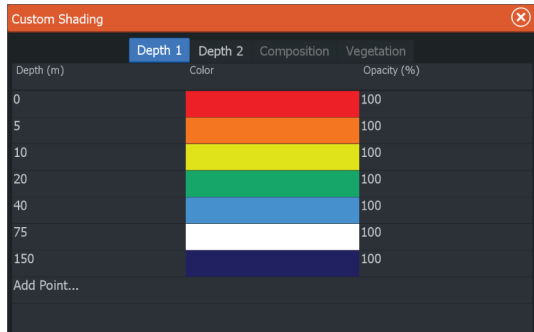 Custom Shading
Depth 1 Depth 2 Composition Vegetation
Depth (m) Color Opacity (%)
0 100
5 100
10 100
20 100
40 100
75 100
150 100
Add Point...